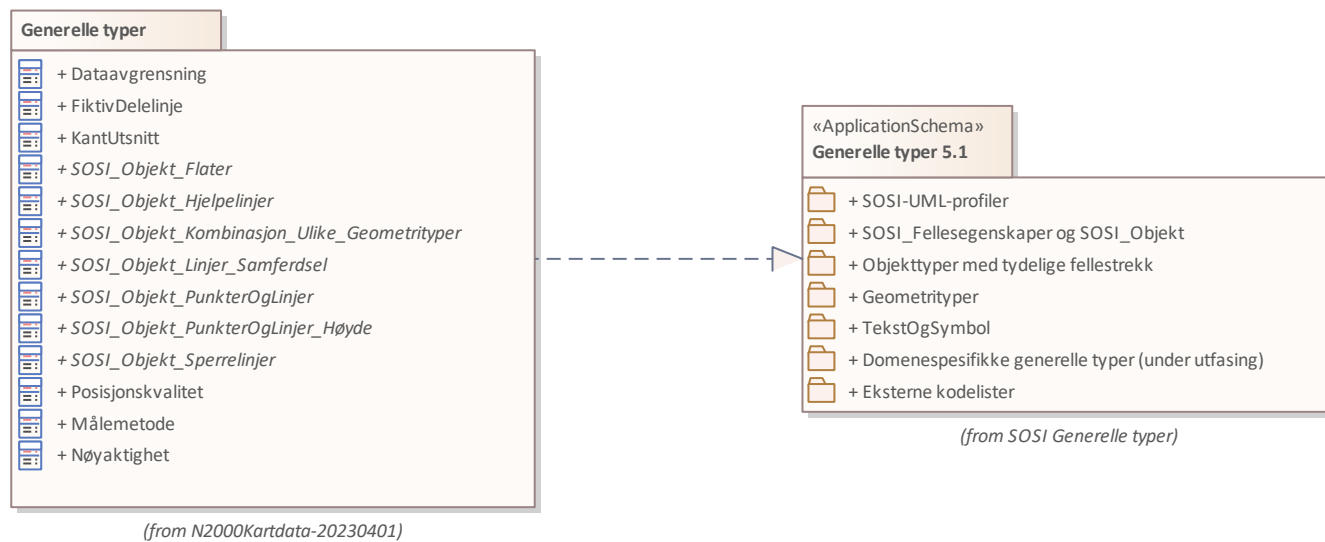 Generelle typer
+ Dataavgrensning
+ FiktivDelelinje
+ KantUtsnitt
+ SOSI_Objekt_Flater
+ SOSI_Objekt_Hjelpelinjer
+ SOSI_Objekt_Kombinasjon_Ulike_Geometrityper
+ SOSI_Objekt_Linjer_Samferdsel
+ SOSI_Objekt_PunkterOgLinjer
+ SOSI_Objekt_PunkterOgLinjer_Høyde
+ SOSI_Objekt_Sperrelinjer
+ Posisjonskvalitet
+ Målemetode
+ Nøyaktighet
(from N2000Kartdata-20230401)
«ApplicationSchema»
Generelle typer 5.1
+ SOSI-UML-profiler
+ SOSI_Fellesegenskaper og SOSI_Objekt
+ Objekttyper med tydelige fellestrekk
+ Geometrityper
+ TekstOgSymbol
+ Domenespesifikke generelle typer (under utfasing)
+ Eksterne kodelister
(from SOSI Generelle typer)